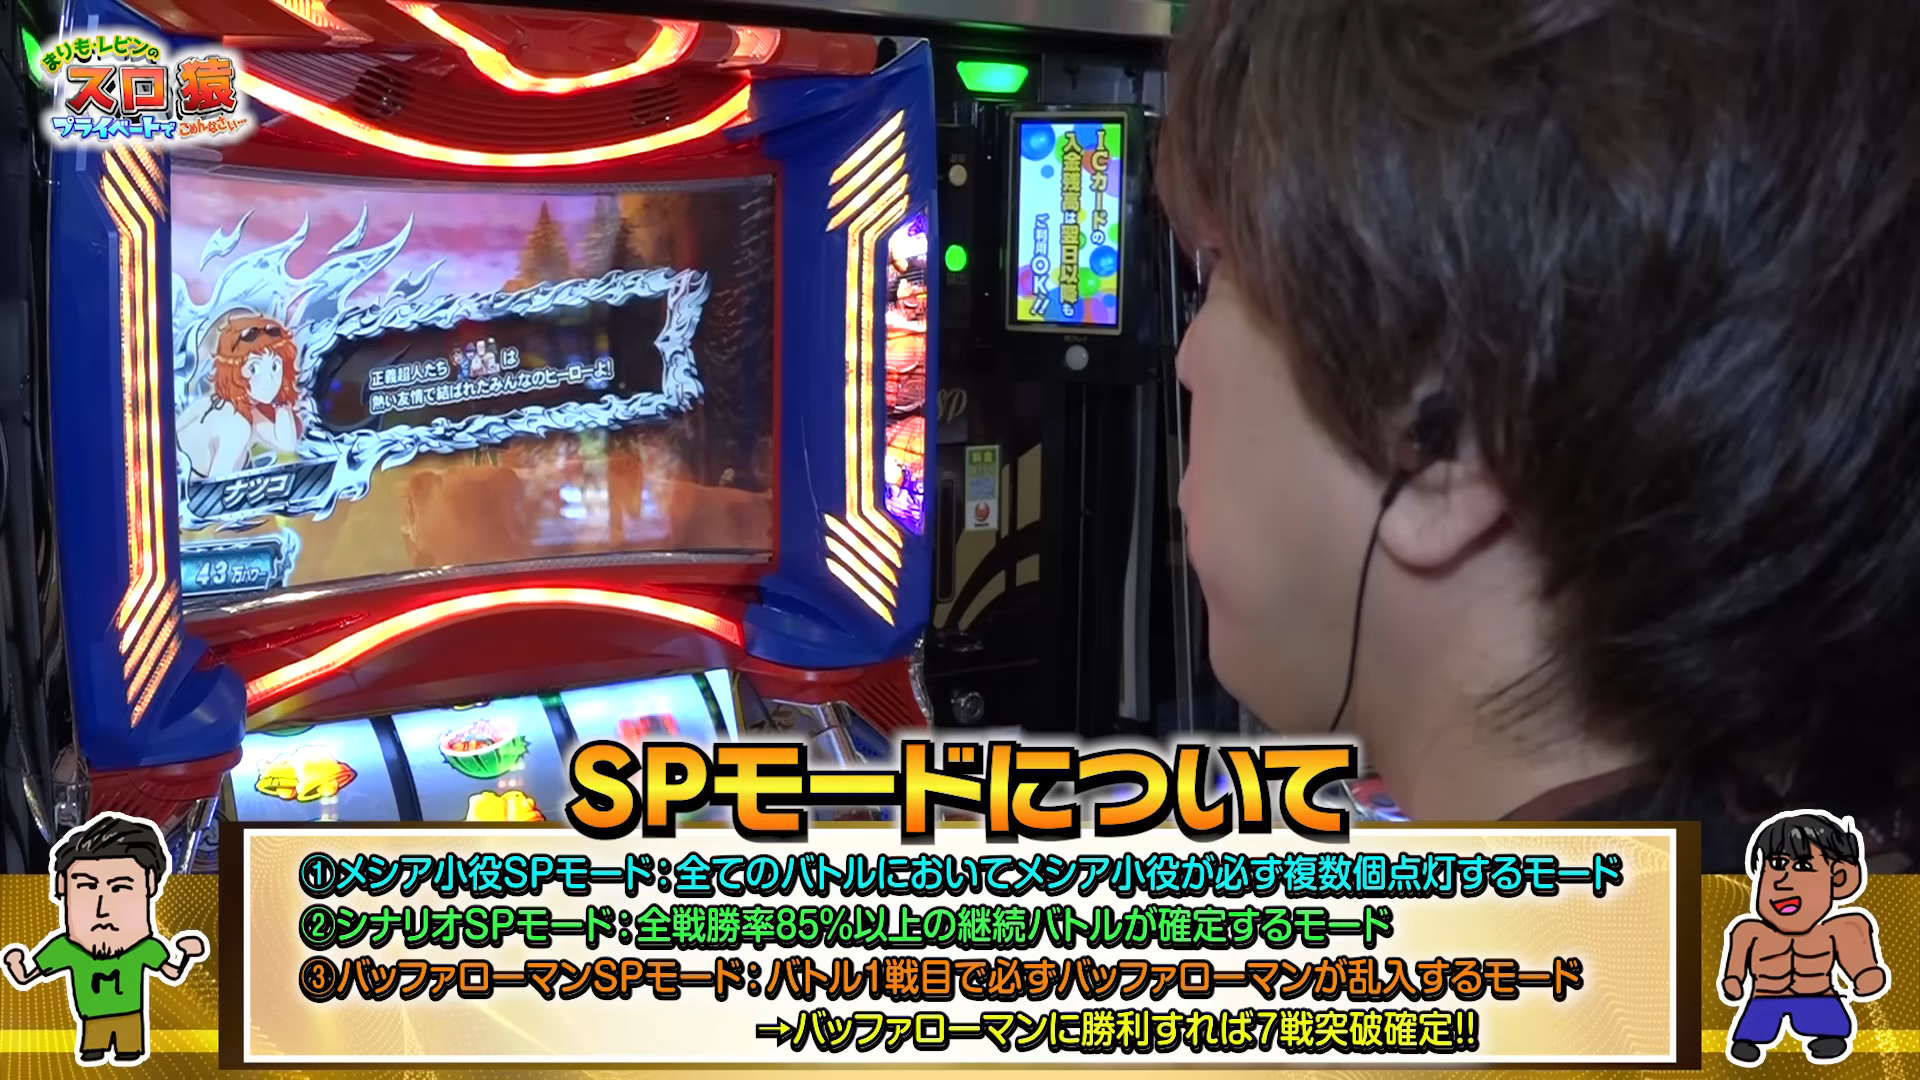 まりも・レビンの
スロ猿
プライベートで
ごめんなさい…
ICカードの
入金残高は翌日以降も
ご利用OK!!
正義超人たち は
熱い友情で結ばれたみんなのヒーローよ!
ナツコ
43万パワー
SP
料金
SPモードについて
①メシア小役SPモード:全てのバトルにおいてメシア小役が必ず複数個点灯するモード
②シナリオSPモード:全戦勝率85%以上の継続バトルが確定するモード
③バッファローマンSPモード:バトル1戦目で必ずバッファローマンが乱入するモード
→バッファローマンに勝利すれば7戦突破確定!!
M